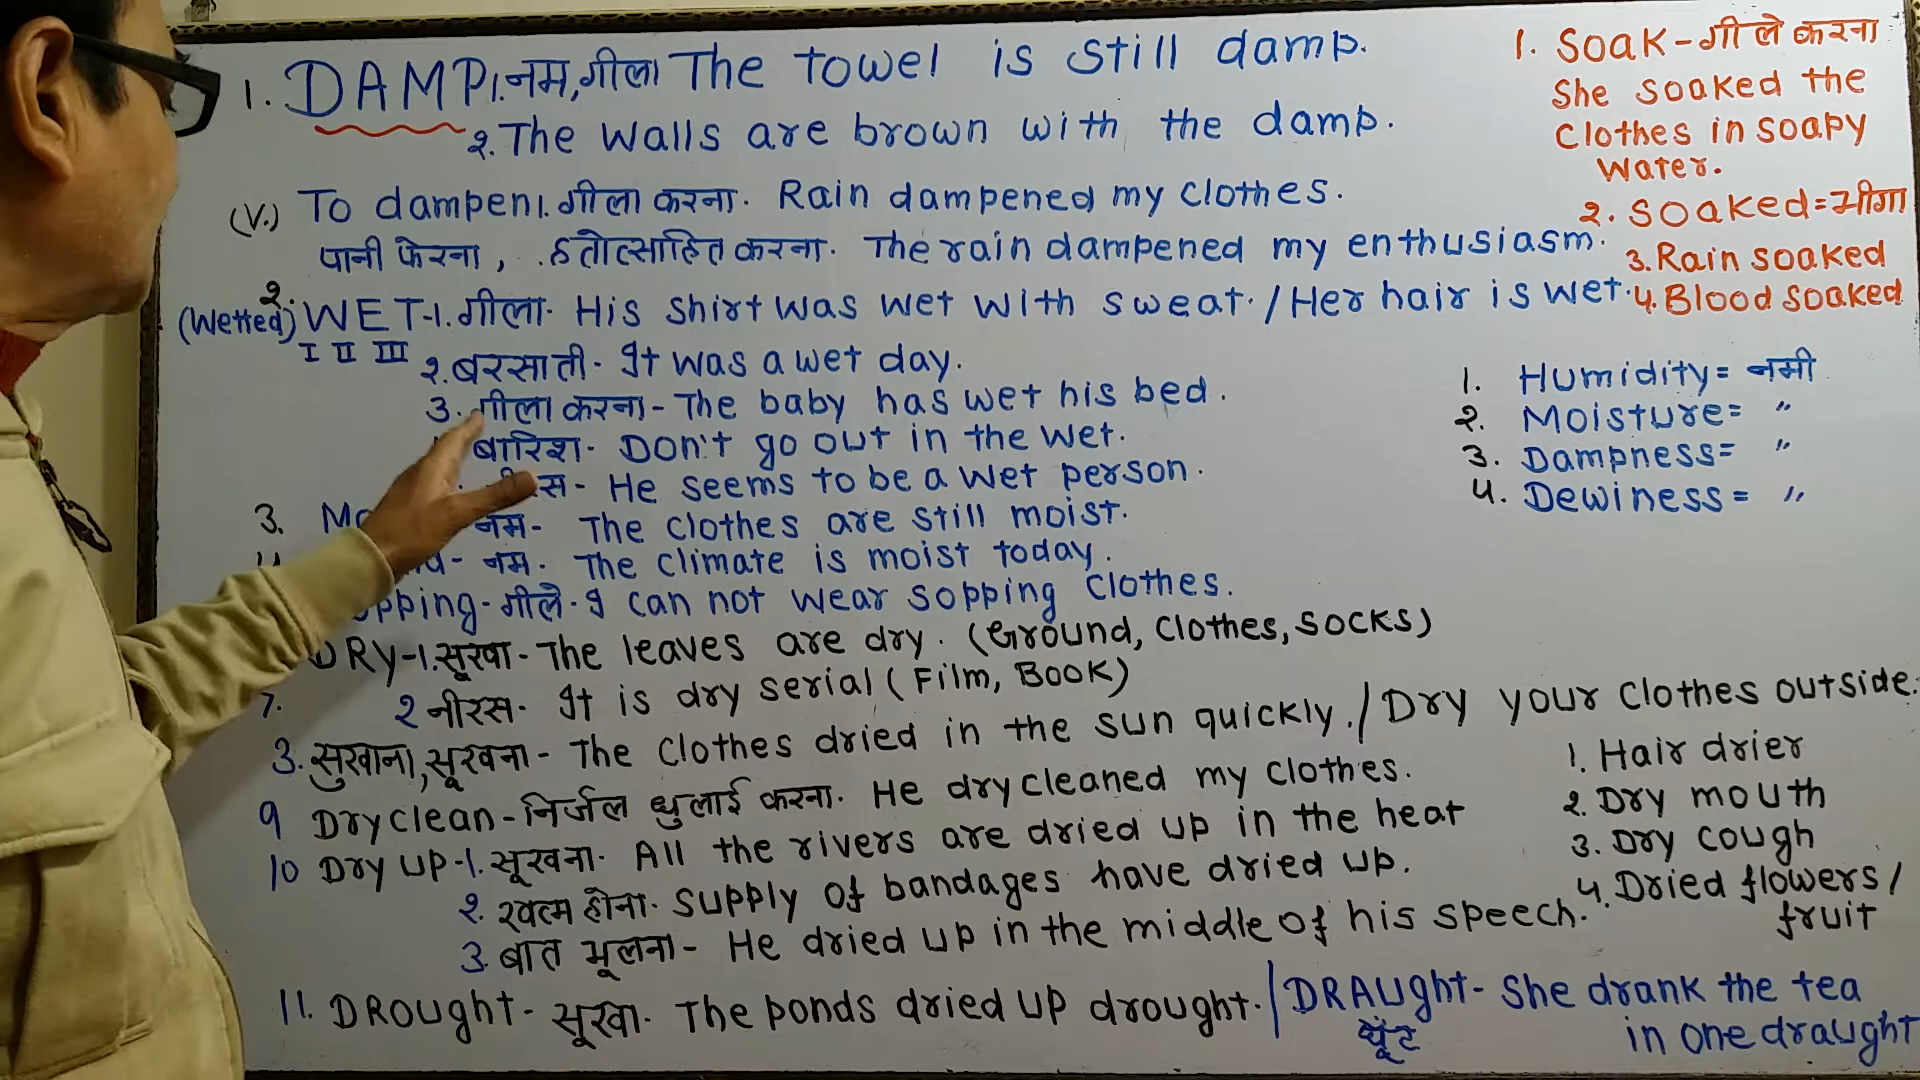 1. DAMP 1. नम, गीला The towel is still damp.
2. The walls are brown with the damp.
(V.) To dampen 1. गीला करना. Rain dampened my clothes.
पानी फेरना, हतोत्साहित करना. The rain dampened my enthusiasm.
2. (Wetted) WET-1. गीला. His shirt was wet with sweat. / Her hair is wet.
I II III
2. बरसाती- It was a wet day.
3. गीला करना- The baby has wet his bed.
बारिश- Don't go out in the wet.
He seems to be a wet person.
3. नम- The clothes are still moist.
नम. The climate is moist today.
गीले. I can not wear sopping clothes.
DRY-1. सूखा- The leaves are dry. (Ground, Clothes, Socks)
7. 2 नीरस- It is dry serial (Film, Book)
3. सुखाना, सूखना- The clothes dried in the sun quickly. / Dry your clothes outside.
9 Dryclean- निर्जल धुलाई करना. He drycleaned my clothes.
10 Dry up-1. सूखना. All the rivers are dried up in the heat
2. खत्म होना. Supply of bandages have dried up.
3. बात भूलना- He dried up in the middle of his speech.
11. DROught- सूखा. The ponds dried up drought. / DRAUght- She drank the tea
घूंट in one draught
1. Soak- गीले करना
She soaked the
Clothes in soapy
Water.
2. Soaked= भीगा
3. Rain soaked
4. Blood soaked
1. Humidity= नमी
2. Moisture= "
3. Dampness= "
4. Dewiness= "
1. Hair drier
2. Dry mouth
3. Dry cough
4. Dried flowers/
fruit